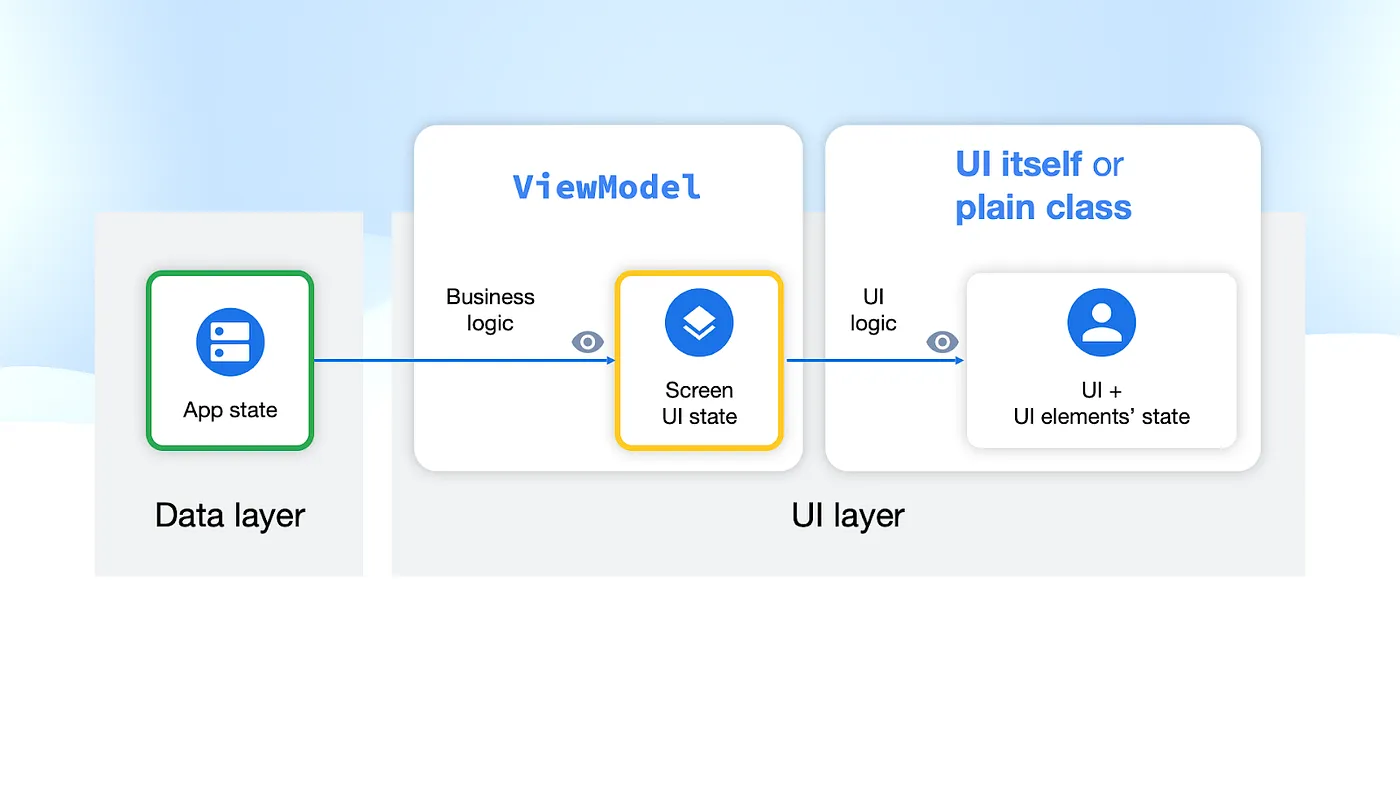 ViewModel
UI itself or
plain class
Business
logic
UI
logic
App state
Screen
UI state
UI +
UI elements’ state
Data layer
UI layer